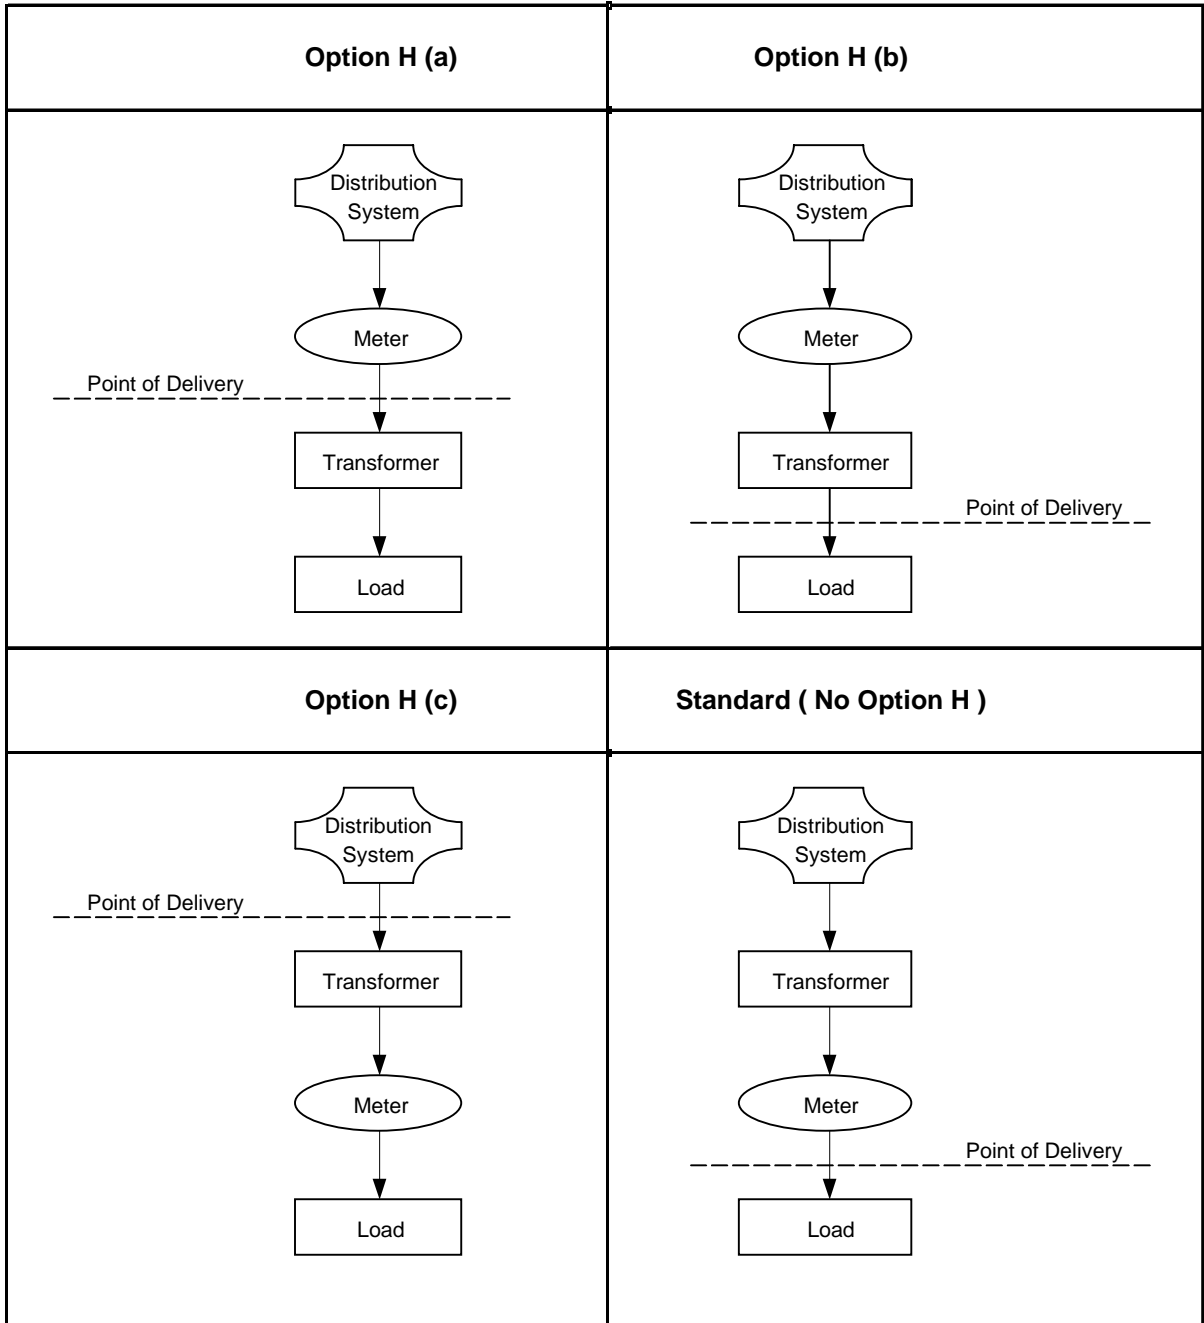 Option H (a)
Option H (b)
Distribution
System
Meter
Point of Delivery
Transformer
Load
Distribution
System
Meter
Transformer
Point of Delivery
Load
Option H (c)
Standard ( No Option H )
Distribution
System
Point of Delivery
Transformer
Meter
Load
Distribution
System
Transformer
Meter
Point of Delivery
Load